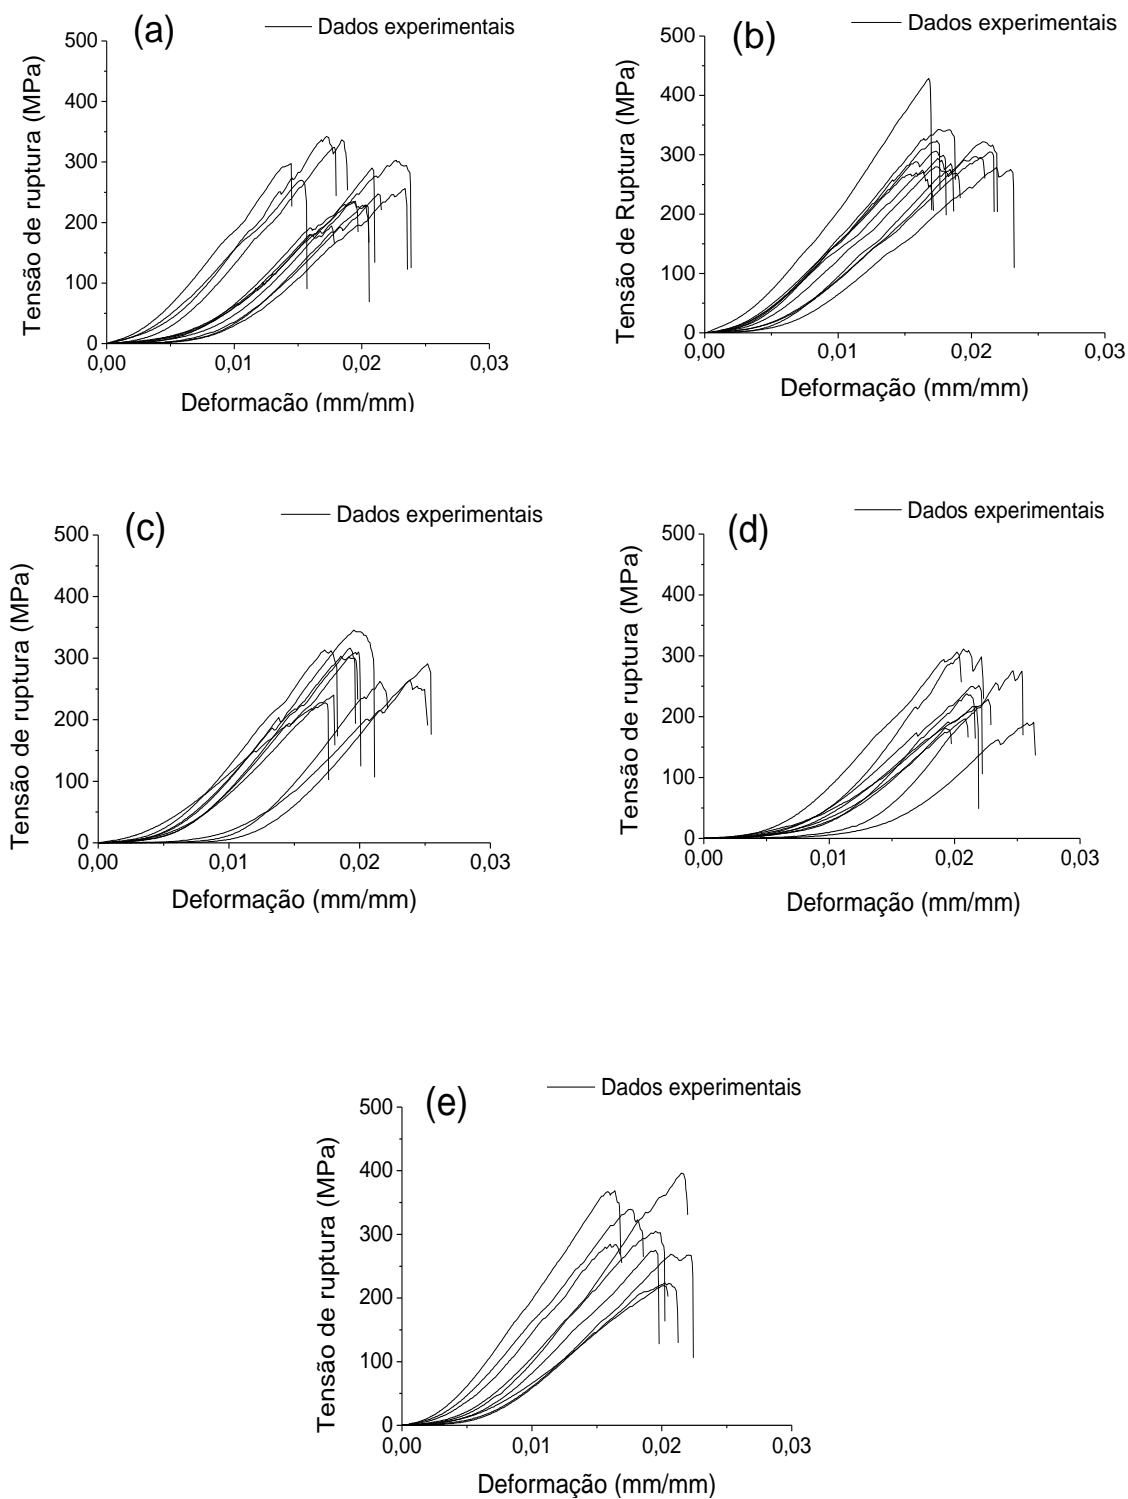 (a)
Dados experimentais
Tensão de ruptura (MPa)
500
400
300
200
100
0
0,00
0,01
0,02
0,03
Deformação (mm/mm)
(b)
Dados experimentais
Tensão de Ruptura (MPa)
500
400
300
200
100
0
0,00
0,01
0,02
0,03
Deformação (mm/mm)
(c)
Dados experimentais
Tensão de ruptura (MPa)
500
400
300
200
100
0
0,00
0,01
0,02
0,03
Deformação (mm/mm)
(d)
Dados experimentais
Tensão de ruptura (MPa)
500
400
300
200
100
0
0,00
0,01
0,02
0,03
Deformação (mm/mm)
(e)
Dados experimentais
Tensão de ruptura (MPa)
500
400
300
200
100
0
0,00
0,01
0,02
0,03
Deformação (mm/mm)